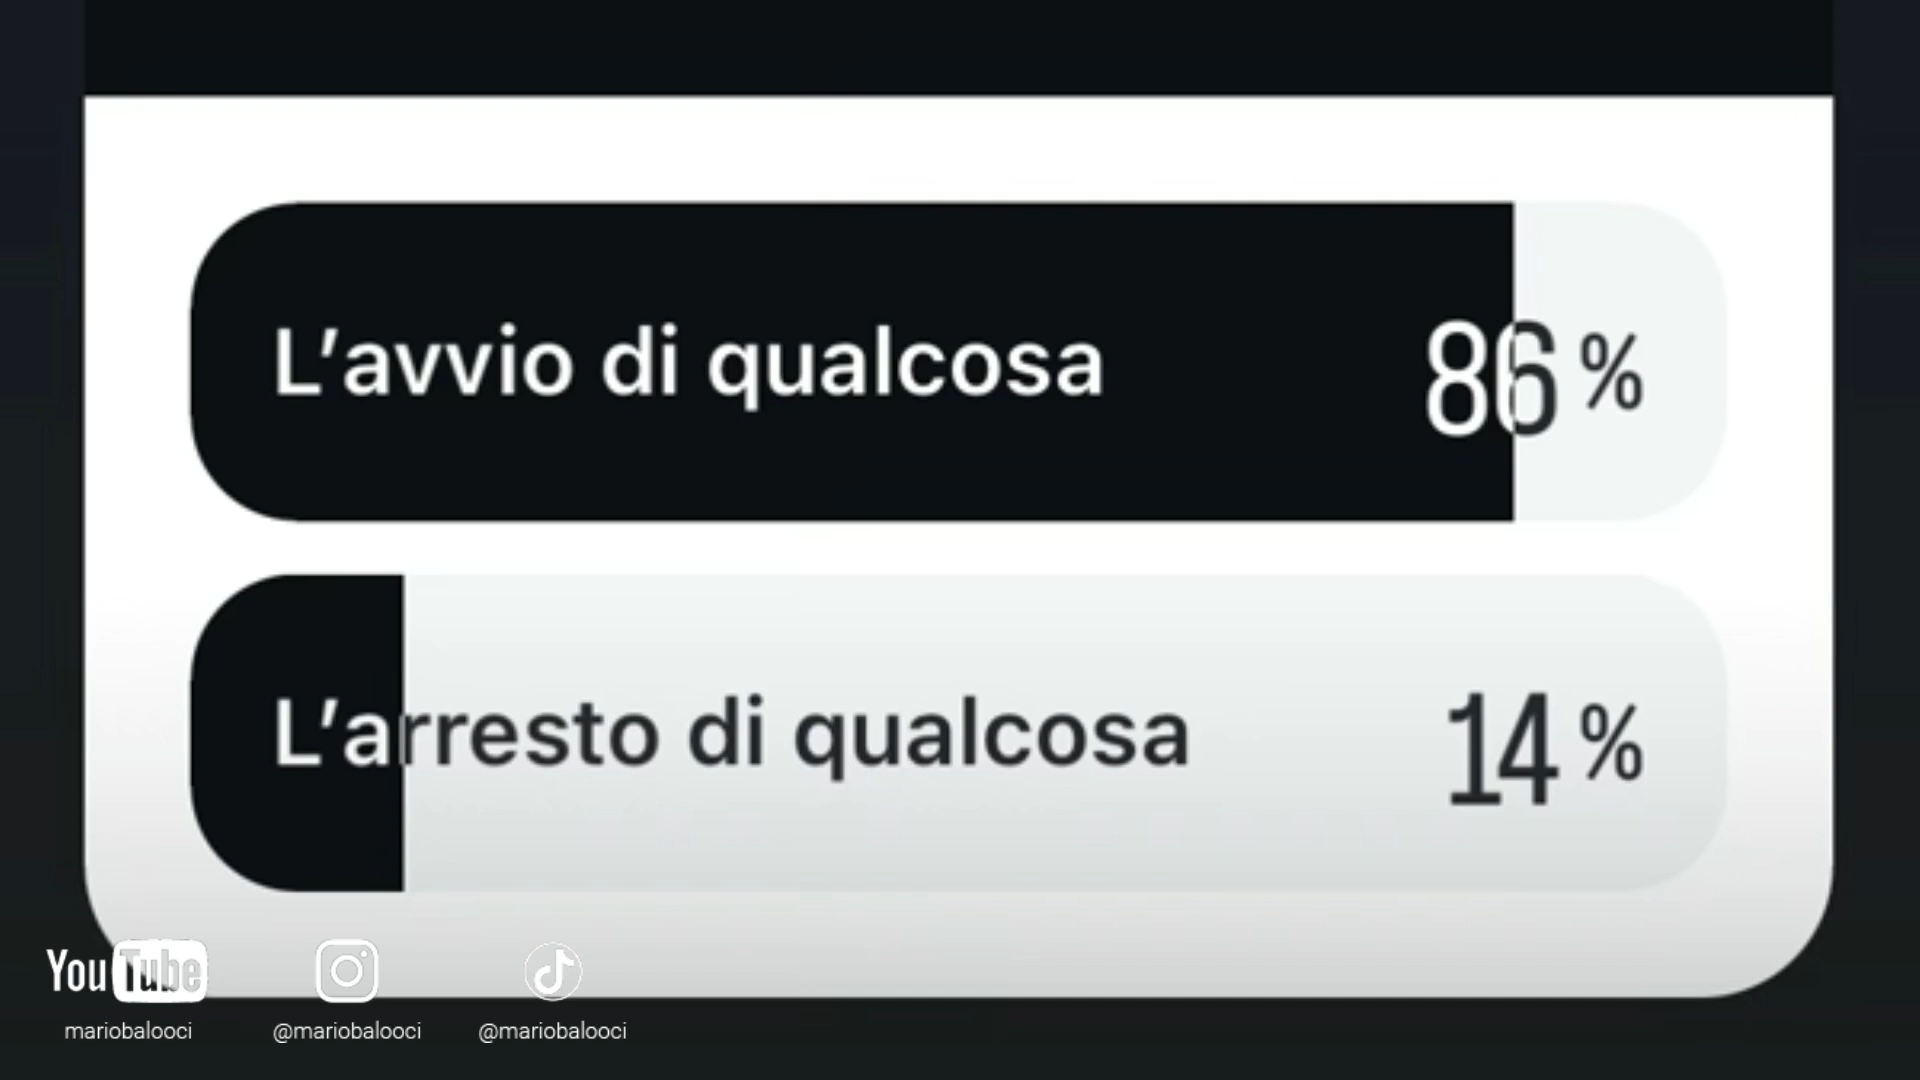 L’avvio di qualcosa 86%
L’arresto di qualcosa 14%
YouTube
mariobalooci @mariobalooci @mariobalooci